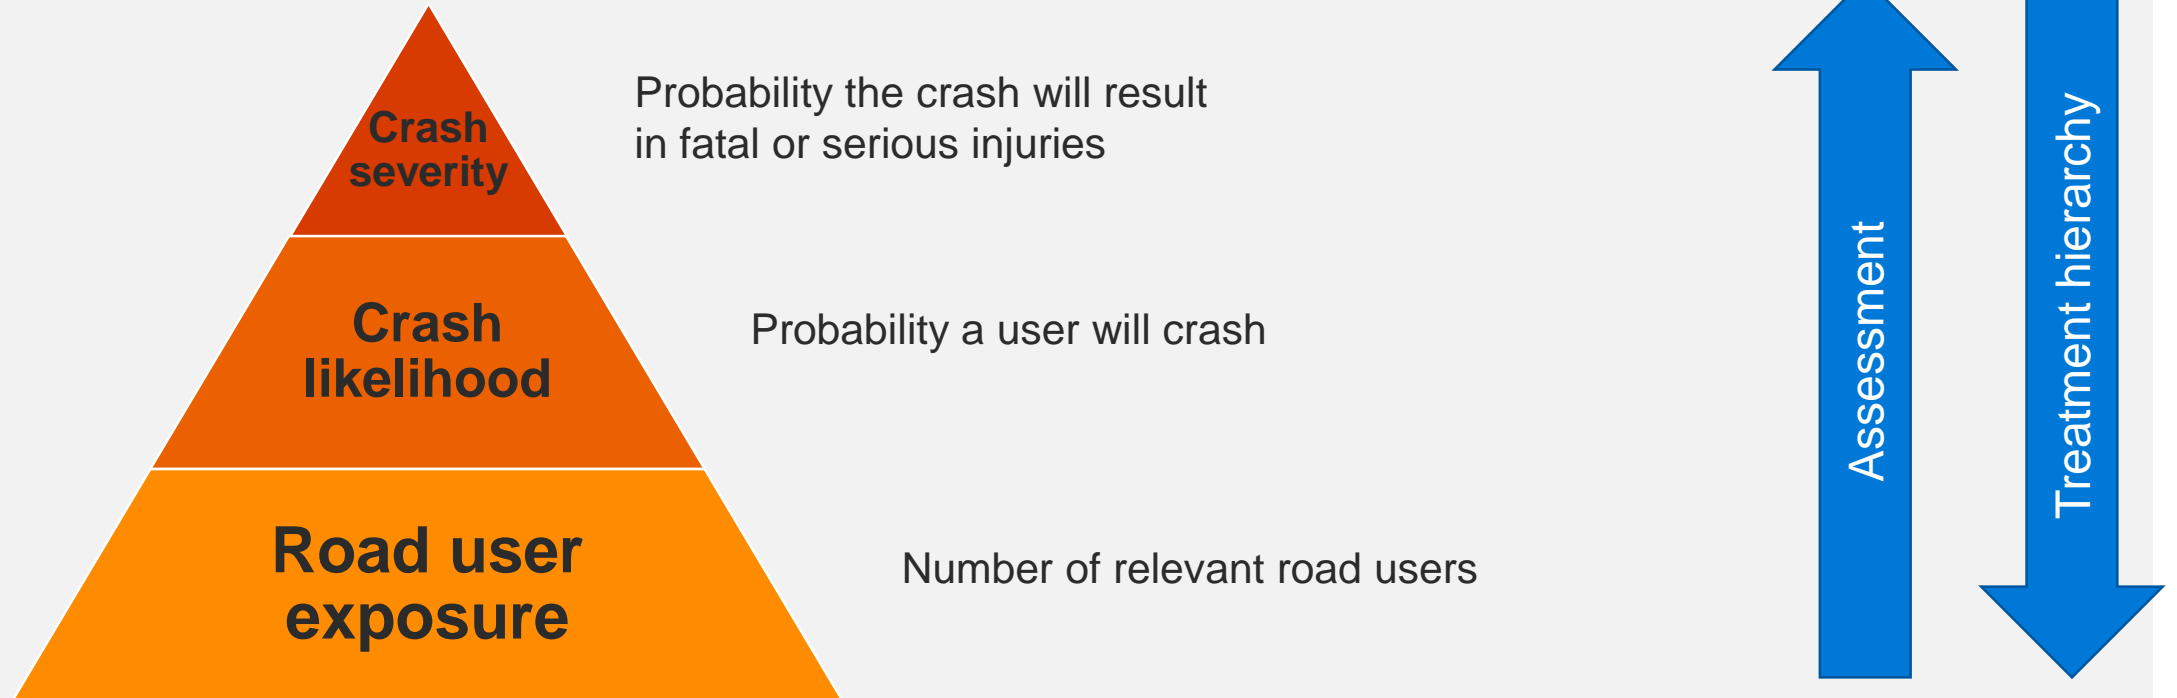 Crash
severity
Probability the crash will result
in fatal or serious injuries
Crash
likelihood
Probability a user will crash
Road user
exposure
Number of relevant road users
Assessment
Treatment hierarchy